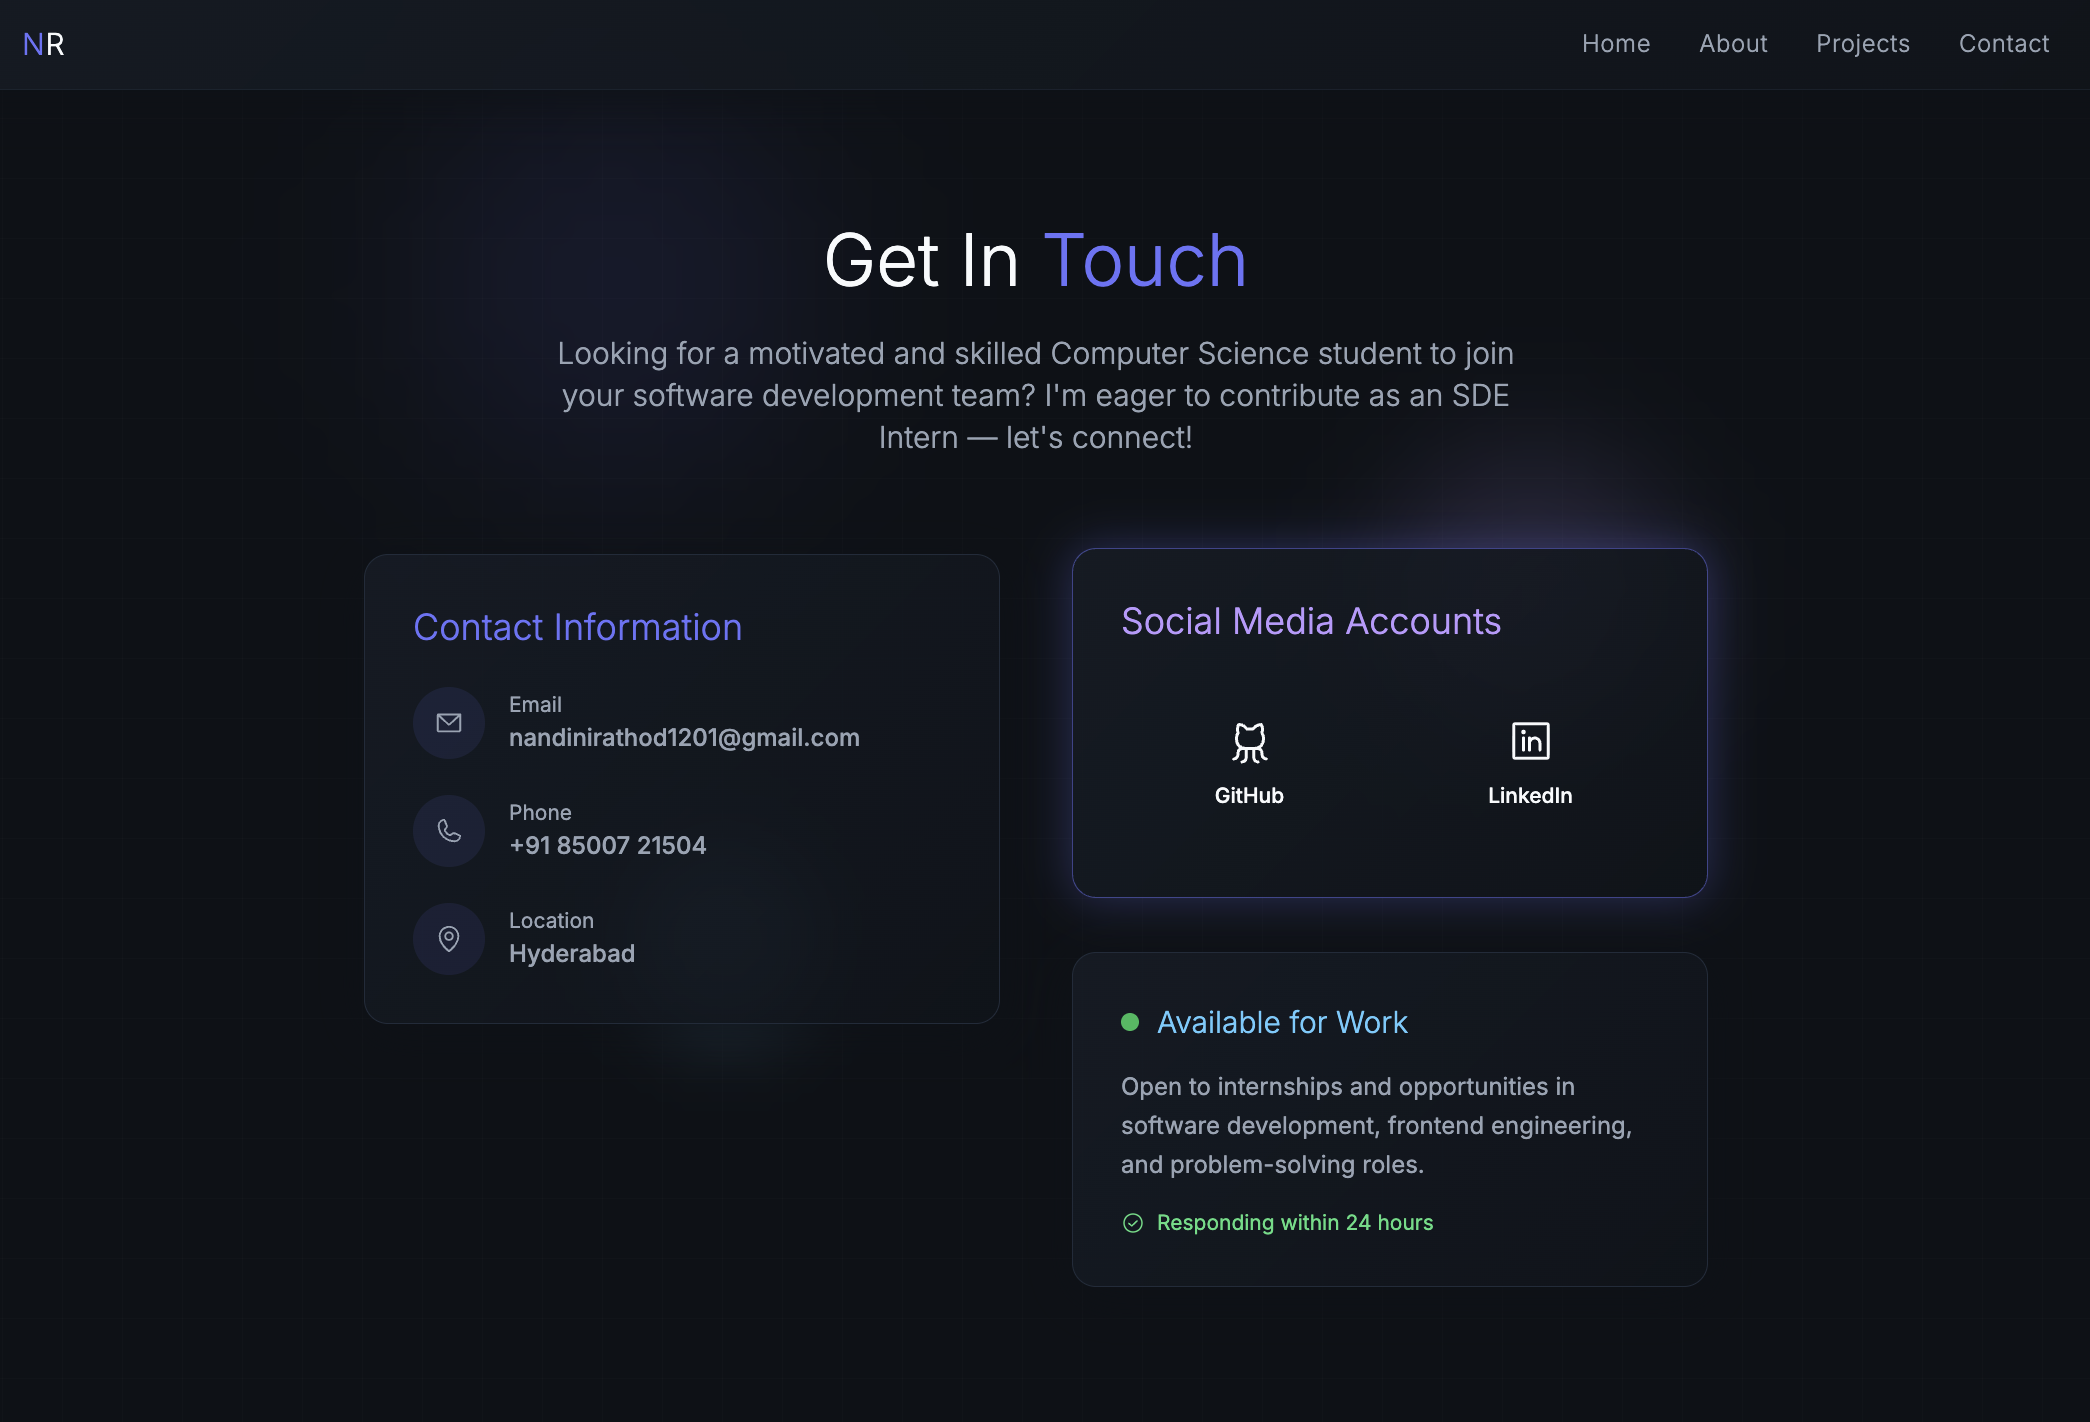 NR
Home
About
Projects
Contact
Get In Touch
Looking for a motivated and skilled Computer Science student to join
your software development team? I'm eager to contribute as an SDE
Intern — let's connect!
Contact Information
Email
nandinirathod1201@gmail.com
Phone
+91 85007 21504
Location
Hyderabad
Social Media Accounts
GitHub
in
LinkedIn
Available for Work
Open to internships and opportunities in
software development, frontend engineering,
and problem-solving roles.
Responding within 24 hours